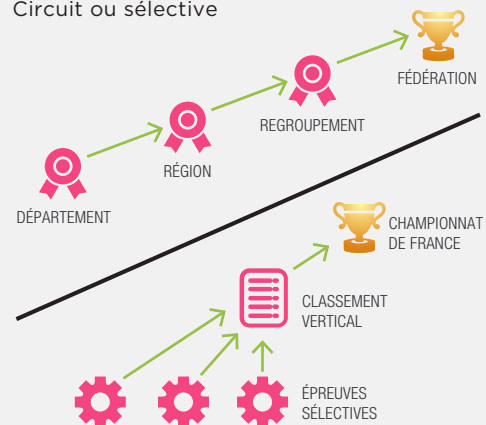 Circuit ou sélective
FÉDÉRATION
REGROUPEMENT
RÉGION
DÉPARTEMENT
CHAMPIONNAT
DE FRANCE
CLASSEMENT
VERTICAL
ÉPREUVES
SÉLECTIVES